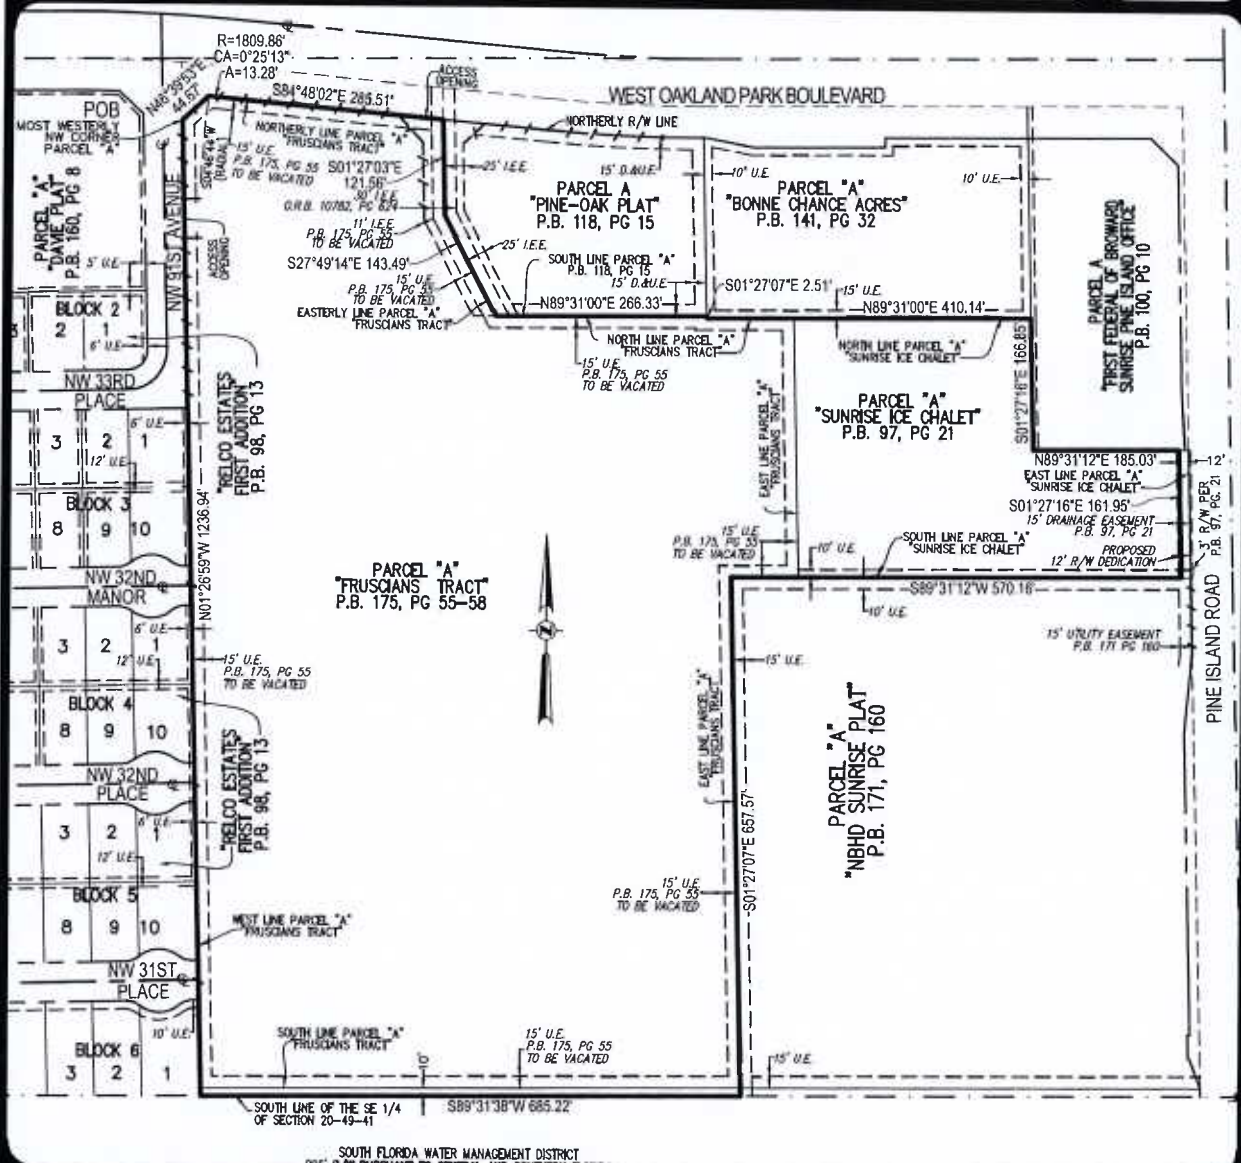 R=1809.86'
CA=0°25'13"
A=13.28'
N46°39'53"E
44.67'
S84°48'02"E 285.51'
ACCESS
OPENING
WEST OAKLAND PARK BOULEVARD
NORTHERLY R/W LINE
POB
MOST WESTERLY
NW CORNER
PARCEL "A"
PARCEL "A"
"DAVIE PLAT"
P.B. 160, PG 8
NW 91ST AVENUE
ACCESS
OPENING
S04°46'44"W
(RADIAL)
NORTHERLY LINE PARCEL "A"
"FRUSCIANS TRACT"
15' U.E.
P.B. 175, PG 55
TO BE VACATED
S01°27'03"E
121.56'
30' I.E.E.
O.R.B. 10782, PG 624
11' I.E.E.
P.B. 175, PG 55
TO BE VACATED
S27°49'14"E 143.49'
15' U.E.
P.B. 175, PG 55
TO BE VACATED
EASTERLY LINE PARCEL "A"
"FRUSCIANS TRACT"
25' I.E.E.
25' I.E.E.
15' D.&U.E.
PARCEL A
"PINE-OAK PLAT"
P.B. 118, PG 15
SOUTH LINE PARCEL "A"
P.B. 118, PG 15
15' D.&U.E.
N89°31'00"E 266.33'
10' U.E.
10' U.E.
PARCEL "A"
"BONNE CHANCE ACRES"
P.B. 141, PG 32
S01°27'07"E 2.51'
15' U.E.
N89°31'00"E 410.14'
PARCEL A
"FIRST FEDERAL OF BROWARD
SUNRISE PINE ISLAND OFFICE"
P.B. 100, PG 10
NORTH LINE PARCEL "A"
"FRUSCIANS TRACT"
NORTH LINE PARCEL "A"
"SUNRISE ICE CHALET"
15' U.E.
P.B. 175, PG 55
TO BE VACATED
S01°27'16"E 166.85'
PARCEL "A"
"SUNRISE ICE CHALET"
P.B. 97, PG 21
EAST LINE PARCEL "A"
"FRUSCIANS TRACT"
N89°31'12"E 185.03'
12'
EAST LINE PARCEL "A"
"SUNRISE ICE CHALET"
S01°27'16"E 161.95'
15' DRAINAGE EASEMENT
P.B. 97, PG 21
PROPOSED
12' R/W DEDICATION
3' R/W PER
P.B. 97, PG. 21
SOUTH LINE PARCEL "A"
"SUNRISE ICE CHALET"
15' U.E.
P.B. 175, PG 55
TO BE VACATED
10' U.E.
S89°31'12"W 570.16'
10' U.E.
15' UTILITY EASEMENT
P.B. 171 PG 160
PINE ISLAND ROAD
5' U.E.
BLOCK 2
2
1
6' U.E.
NW 33RD
PLACE
"RELCO ESTATES
FIRST ADDITION"
P.B. 98, PG 13
6' U.E.
3
2
1
12' U.E.
BLOCK 3
8
9
10
N01°26'59"W 1236.94'
NW 32ND
MANOR
6' U.E.
3
2
1
12' U.E.
BLOCK 4
8
9
10
PARCEL "A"
"FRUSCIANS TRACT"
P.B. 175, PG 55-58
N
15' U.E.
P.B. 175, PG 55
TO BE VACATED
15' U.E.
EAST LINE PARCEL "A"
"FRUSCIANS TRACT"
PARCEL "A"
"NBHD SUNRISE PLAT"
P.B. 171, PG 160
S01°27'07"E 657.57'
NW 32ND
PLACE
"RELCO ESTATES
FIRST ADDITION"
P.B. 98, PG 13
6' U.E.
3
2
1
12' U.E.
BLOCK 5
8
9
10
15' U.E.
P.B. 175, PG 55
TO BE VACATED
WEST LINE PARCEL "A"
"FRUSCIANS TRACT"
NW 31ST
PLACE
10' U.E.
BLOCK 6
3
2
1
SOUTH LINE PARCEL "A"
"FRUSCIANS TRACT"
10'
15' U.E.
P.B. 175, PG 55
TO BE VACATED
15' U.E.
SOUTH LINE OF THE SE 1/4
OF SECTION 20-49-41
S89°31'38"W 685.22'
SOUTH FLORIDA WATER MANAGEMENT DISTRICT